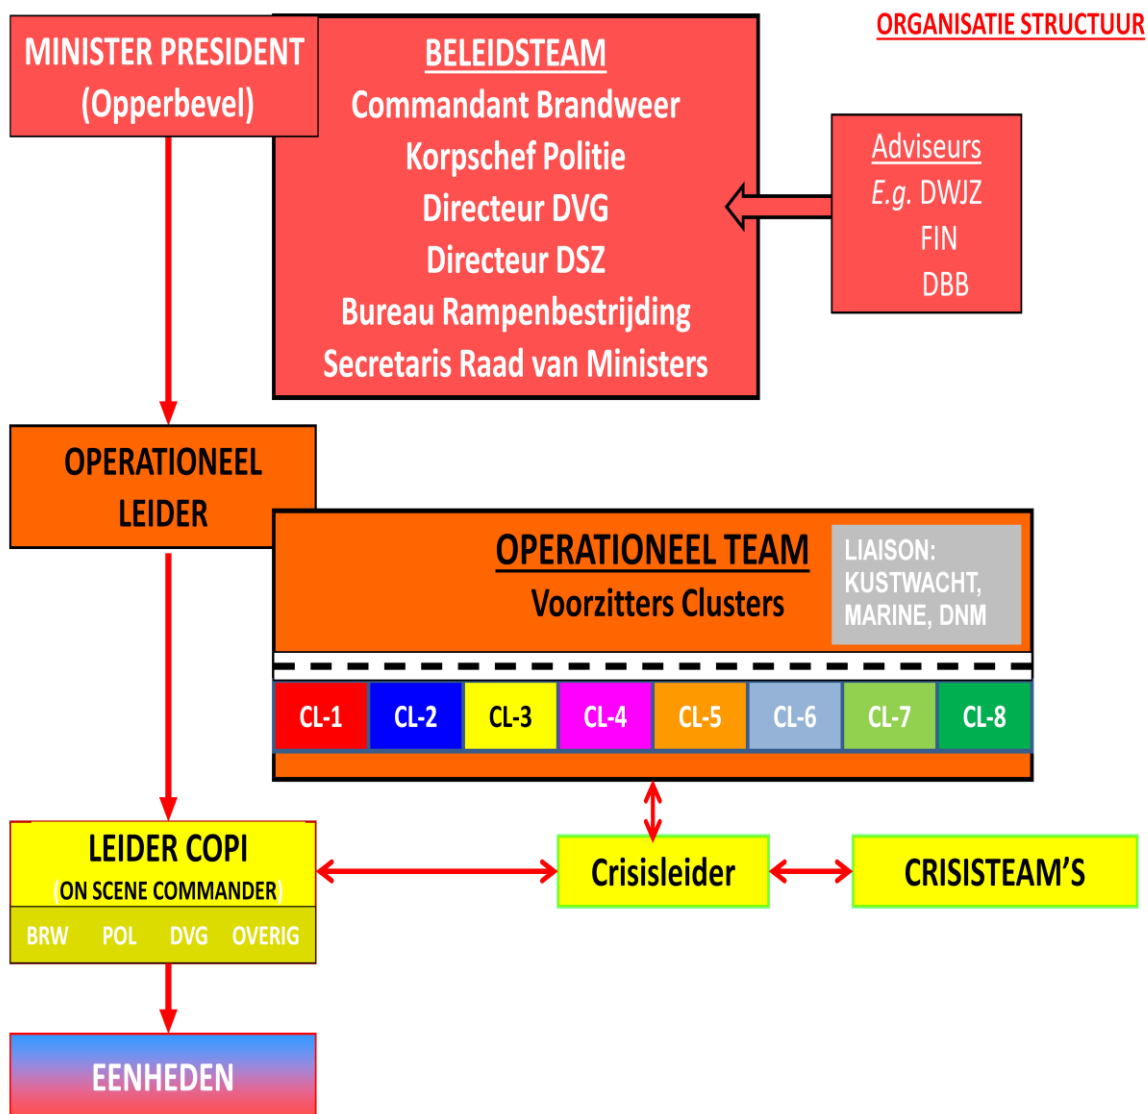 ORGANISATIE STRUCTUUR
MINISTER PRESIDENT
(Opperbevel)
BELEIDSTEAM
Commandant Brandweer
Korpschef Politie
Directeur DVG
Directeur DSZ
Bureau Rampenbestrijding
Secretaris Raad van Ministers
Adviseurs
E.g. DWJZ
FIN
DBB
OPERATIONEEL
LEIDER
OPERATIONEEL TEAM
Voorzitters Clusters
LIAISON:
KUSTWACHT,
MARINE, DNM
CL-1 CL-2 CL-3 CL-4 CL-5 CL-6 CL-7 CL-8
LEIDER COPI
(ON SCENE COMMANDER)
BRW POL DVG OVERIG
Crisisleider
CRISISTEAM'S
EENHEDEN